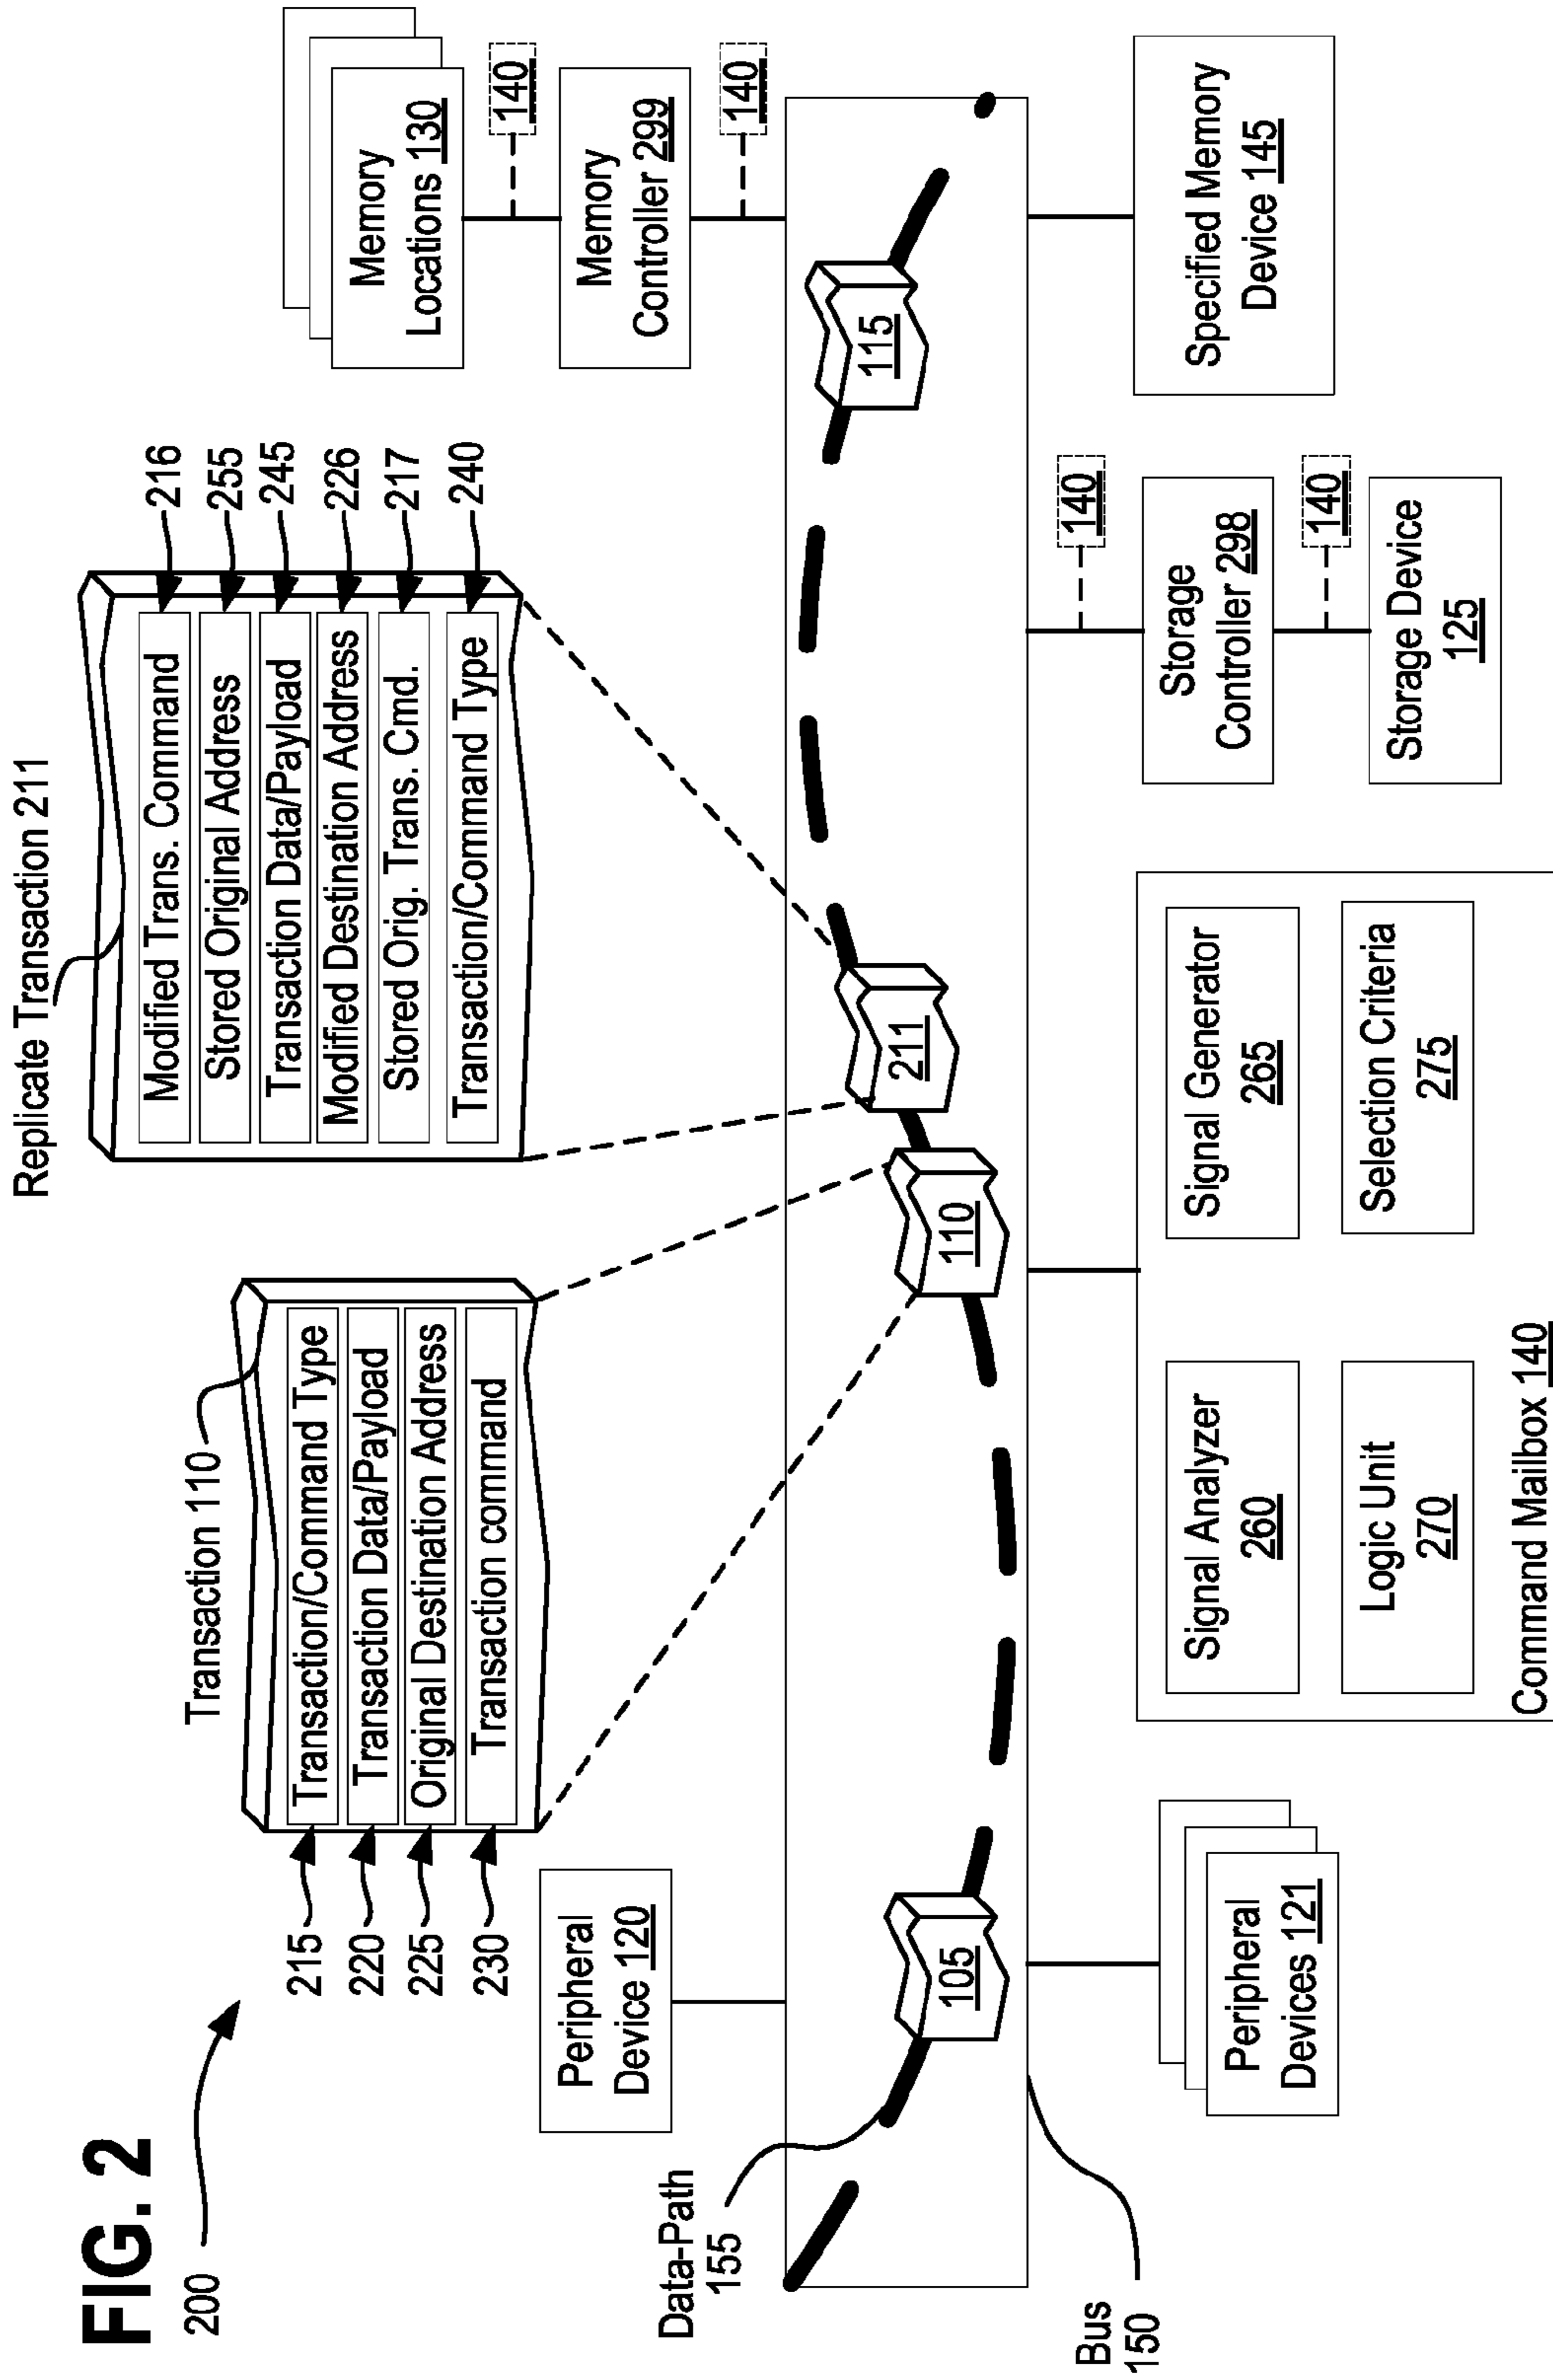 FIG. 2
200
Replicate Transaction 211
Modified Trans. Command
216
Stored Original Address
255
Transaction Data/Payload
245
Modified Destination Address
226
Stored Orig. Trans. Cmd.
217
Transaction/Command Type
240
Transaction 110
215
Transaction/Command Type
220
Transaction Data/Payload
225
Original Destination Address
230
Transaction command
Memory
Locations 130
140
Memory
Controller 299
140
Peripheral
Device 120
Data-Path
155
105
110
211
115
Bus
150
Peripheral
Devices 121
Signal Analyzer
260
Signal Generator
265
Logic Unit
270
Selection Criteria
275
Command Mailbox 140
140
Storage
Controller 298
140
Storage Device
125
Specified Memory
Device 145